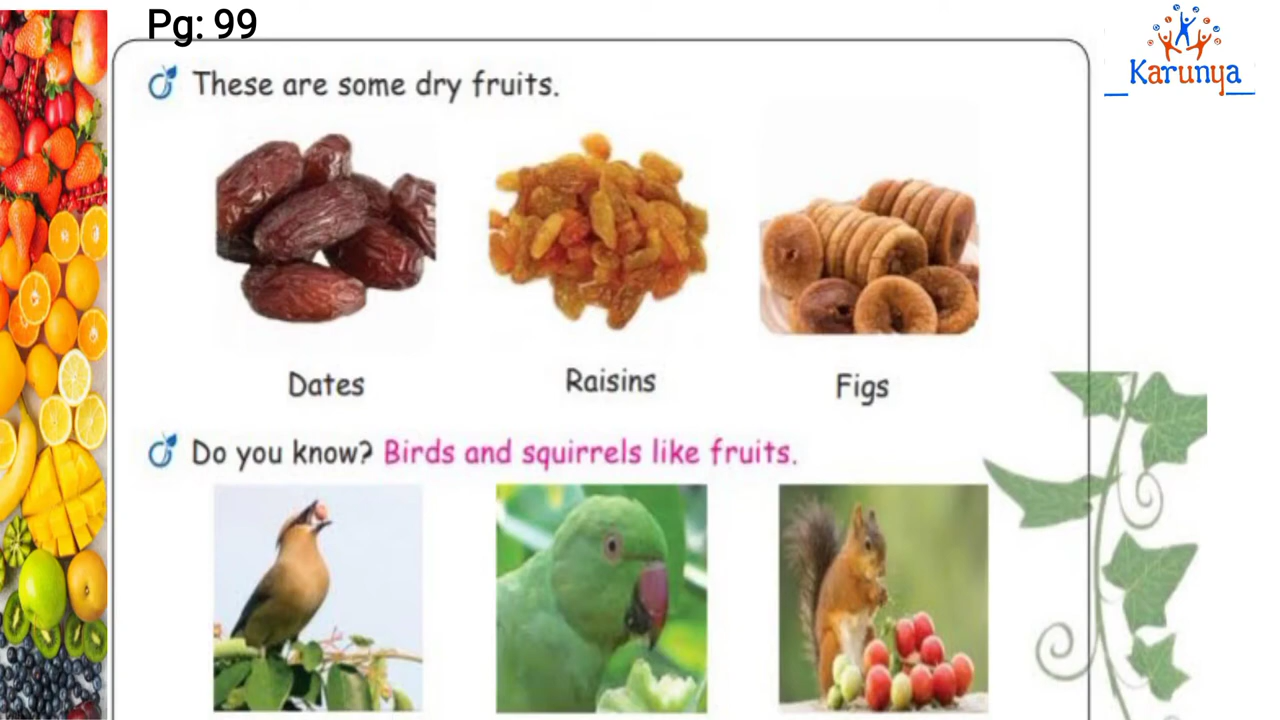 Pg: 99
Karunya
These are some dry fruits.
Dates
Raisins
Figs
Do you know? Birds and squirrels like fruits.